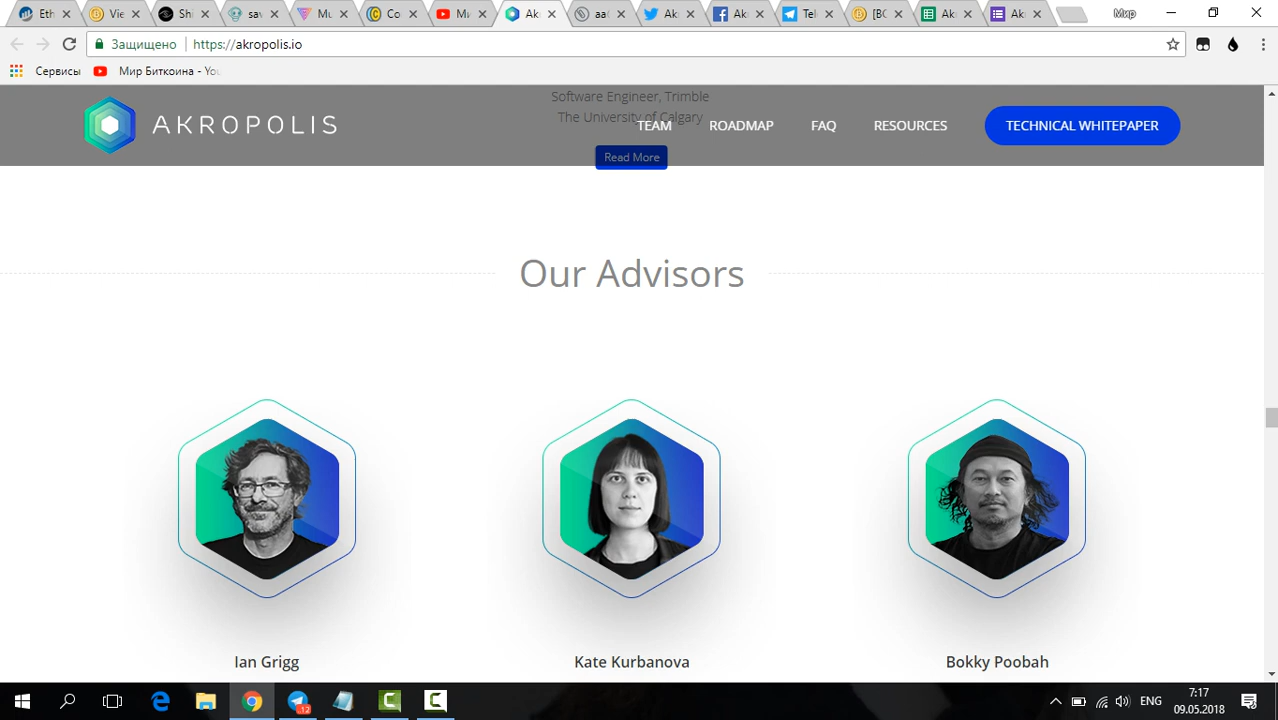 Eth
Vie
Shi
sav
Mu
Co
Mi
Ak
aa
Ak
Ak
Tel
[BC
Ak
Ak
Мир
Защищено
https://akropolis.io
Сервисы
Мир Биткоина - You
Software Engineer, Trimble
The University of Calgary
AKROPOLIS
TEAM
ROADMAP
FAQ
RESOURCES
TECHNICAL WHITEPAPER
Read More
Our Advisors
Ian Grigg
Kate Kurbanova
Bokky Poobah
12
ENG
7:17
09.05.2018